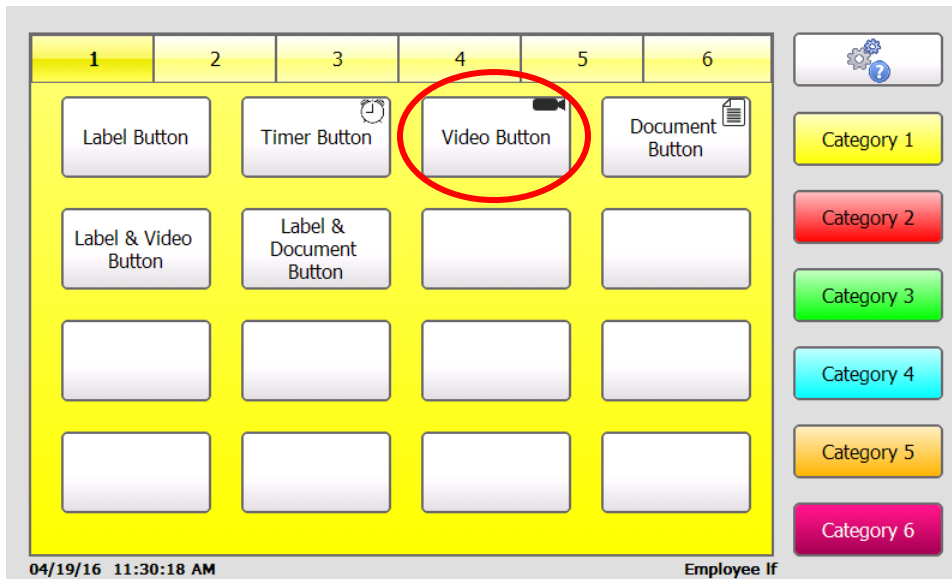 1 2 3 4 5 6
?
Label Button
Timer Button
Video Button
Document
Button
Category 1
Label & Video
Button
Label &
Document
Button
Category 2
Category 3
Category 4
Category 5
Category 6
04/19/16 11:30:18 AM
Employee If